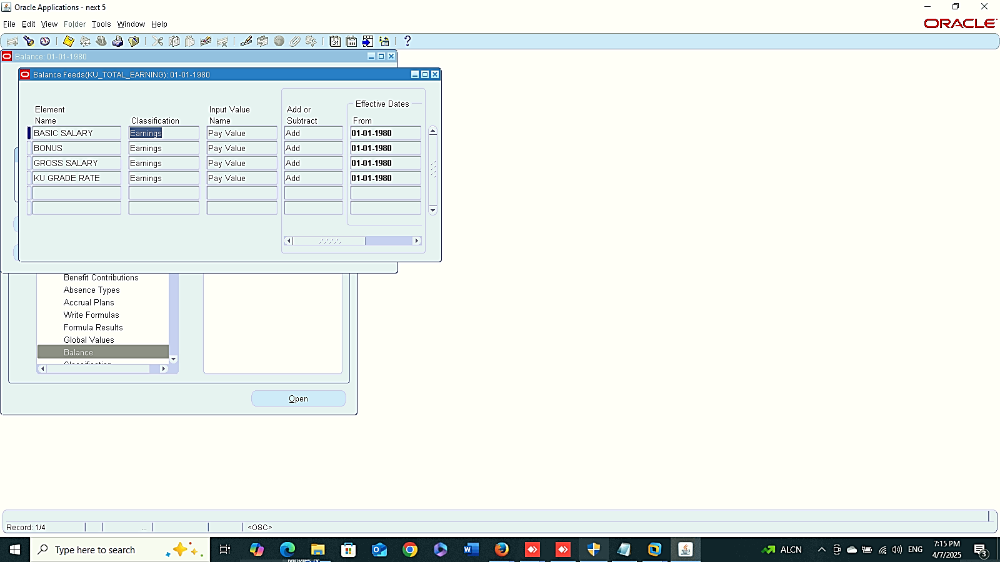 Oracle Applications - next 5
File Edit View Folder Tools Window Help
ORACLE
Balance: 01-01-1980
Balance Feeds(KU_TOTAL_EARNING): 01-01-1980
Effective Dates
Element Input Value Add or
Name Classification Name Subtract From
BASIC SALARY Earnings Pay Value Add 01-01-1980
BONUS Earnings Pay Value Add 01-01-1980
GROSS SALARY Earnings Pay Value Add 01-01-1980
KU GRADE RATE Earnings Pay Value Add 01-01-1980
Benefit Contributions
Absence Types
Accrual Plans
Write Formulas
Formula Results
Global Values
Balance
Open
Record: 1/4 ... <OSC>
Type here to search
ALCN
ENG
7:15 PM
4/7/2025
3